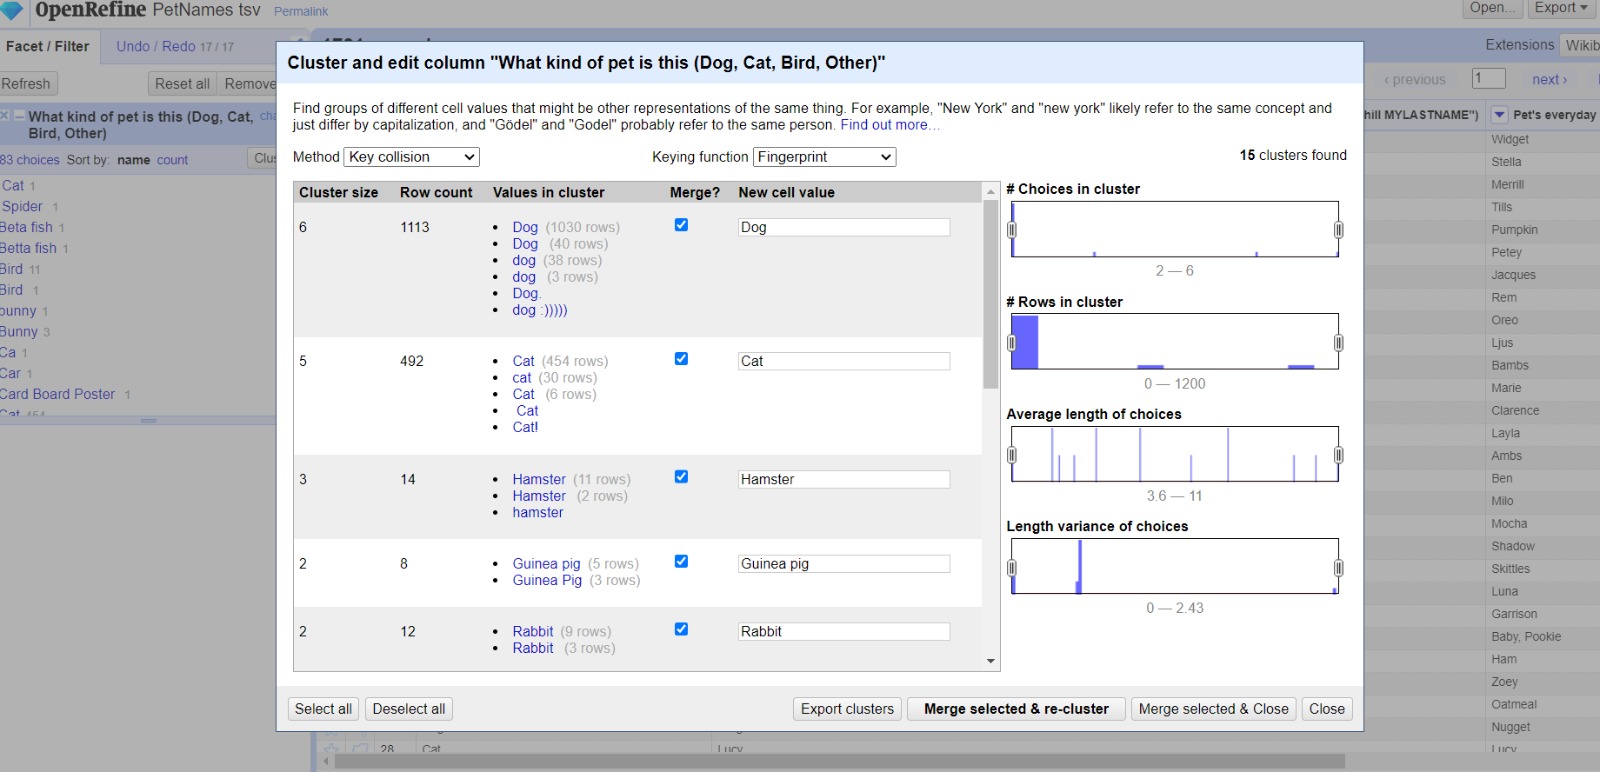 OpenRefine PetNames tsv Permalink
Open... Export
Facet / Filter Undo / Redo 17 / 17
Extensions Wikib
Refresh Reset all Remove
‹ previous 1 next ›
What kind of pet is this (Dog, Cat, Bird, Other) cha
hill MYLASTNAME") Pet's everyday
83 choices Sort by: name count Clus
Cat 1
Spider 1
Beta fish 1
Betta fish 1
Bird 11
Bird 1
bunny 1
Bunny 3
Ca 1
Car 1
Card Board Poster 1
Cat 454
Cluster and edit column "What kind of pet is this (Dog, Cat, Bird, Other)"
Find groups of different cell values that might be other representations of the same thing. For example, "New York" and "new york" likely refer to the same concept and
just differ by capitalization, and "Gödel" and "Godel" probably refer to the same person. Find out more...
Method Key collision Keying function Fingerprint 15 clusters found
Cluster size Row count Values in cluster Merge? New cell value
6 1113 Dog (1030 rows) Dog
Dog (40 rows)
dog (38 rows)
dog (3 rows)
Dog.
dog :)))))
5 492 Cat (454 rows) Cat
cat (30 rows)
Cat (6 rows)
Cat
Cat!
3 14 Hamster (11 rows) Hamster
Hamster (2 rows)
hamster
2 8 Guinea pig (5 rows) Guinea pig
Guinea Pig (3 rows)
2 12 Rabbit (9 rows) Rabbit
Rabbit (3 rows)
# Choices in cluster
2 — 6
# Rows in cluster
0 — 1200
Average length of choices
3.6 — 11
Length variance of choices
0 — 2.43
Select all Deselect all Export clusters Merge selected & re-cluster Merge selected & Close Close
Widget
Stella
Merrill
Tills
Pumpkin
Petey
Jacques
Rem
Oreo
Ljus
Bambs
Marie
Clarence
Layla
Ambs
Ben
Milo
Mocha
Shadow
Skittles
Luna
Garrison
Baby, Pookie
Ham
Zoey
Oatmeal
Nugget
28 Cat Lucy Lucy